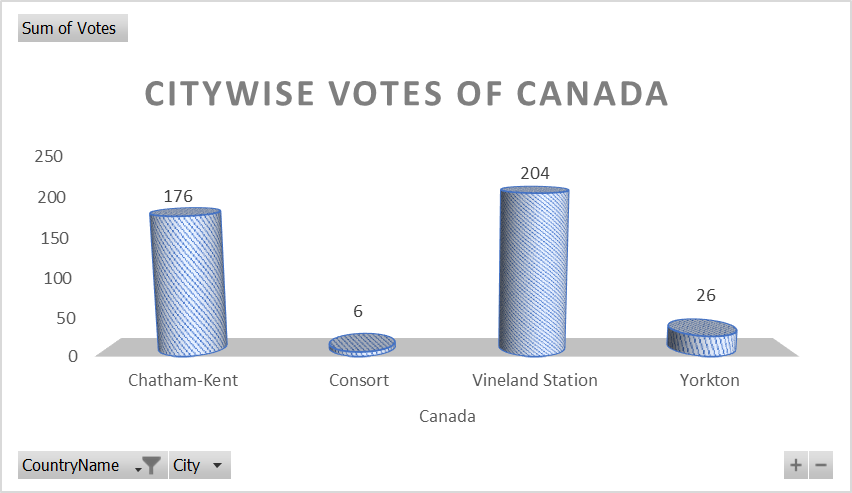 Sum of Votes
CITYWISE VOTES OF CANADA
250
200
150
100
50
0
176
6
204
26
Chatham-Kent
Consort
Vineland Station
Yorkton
Canada
CountryName
City